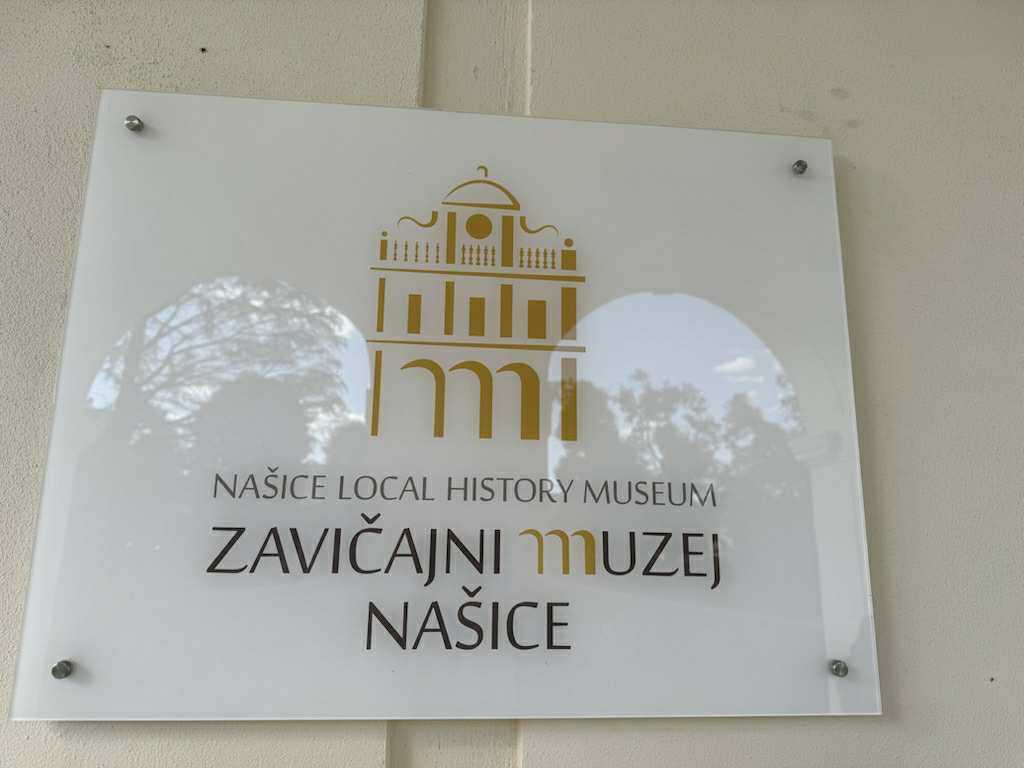 NAŠICE LOCAL HISTORY MUSEUM
ZAVIČAJNI mUZEJ
NAŠICE